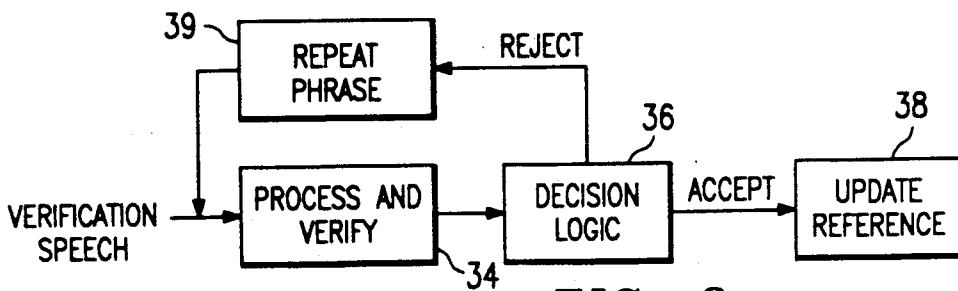 39
REPEAT
PHRASE
REJECT
36
38
VERIFICATION
SPEECH
PROCESS AND
VERIFY
34
DECISION
LOGIC
ACCEPT
UPDATE
REFERENCE